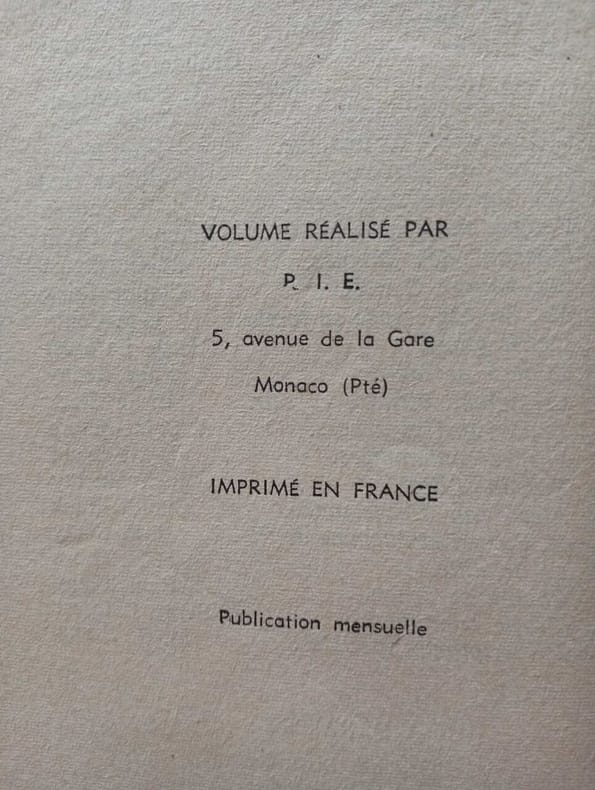 VOLUME RÉALISÉ PAR
P. I. E.
5, avenue de la Gare
Monaco (Pté)
IMPRIMÉ EN FRANCE
Publication mensuelle